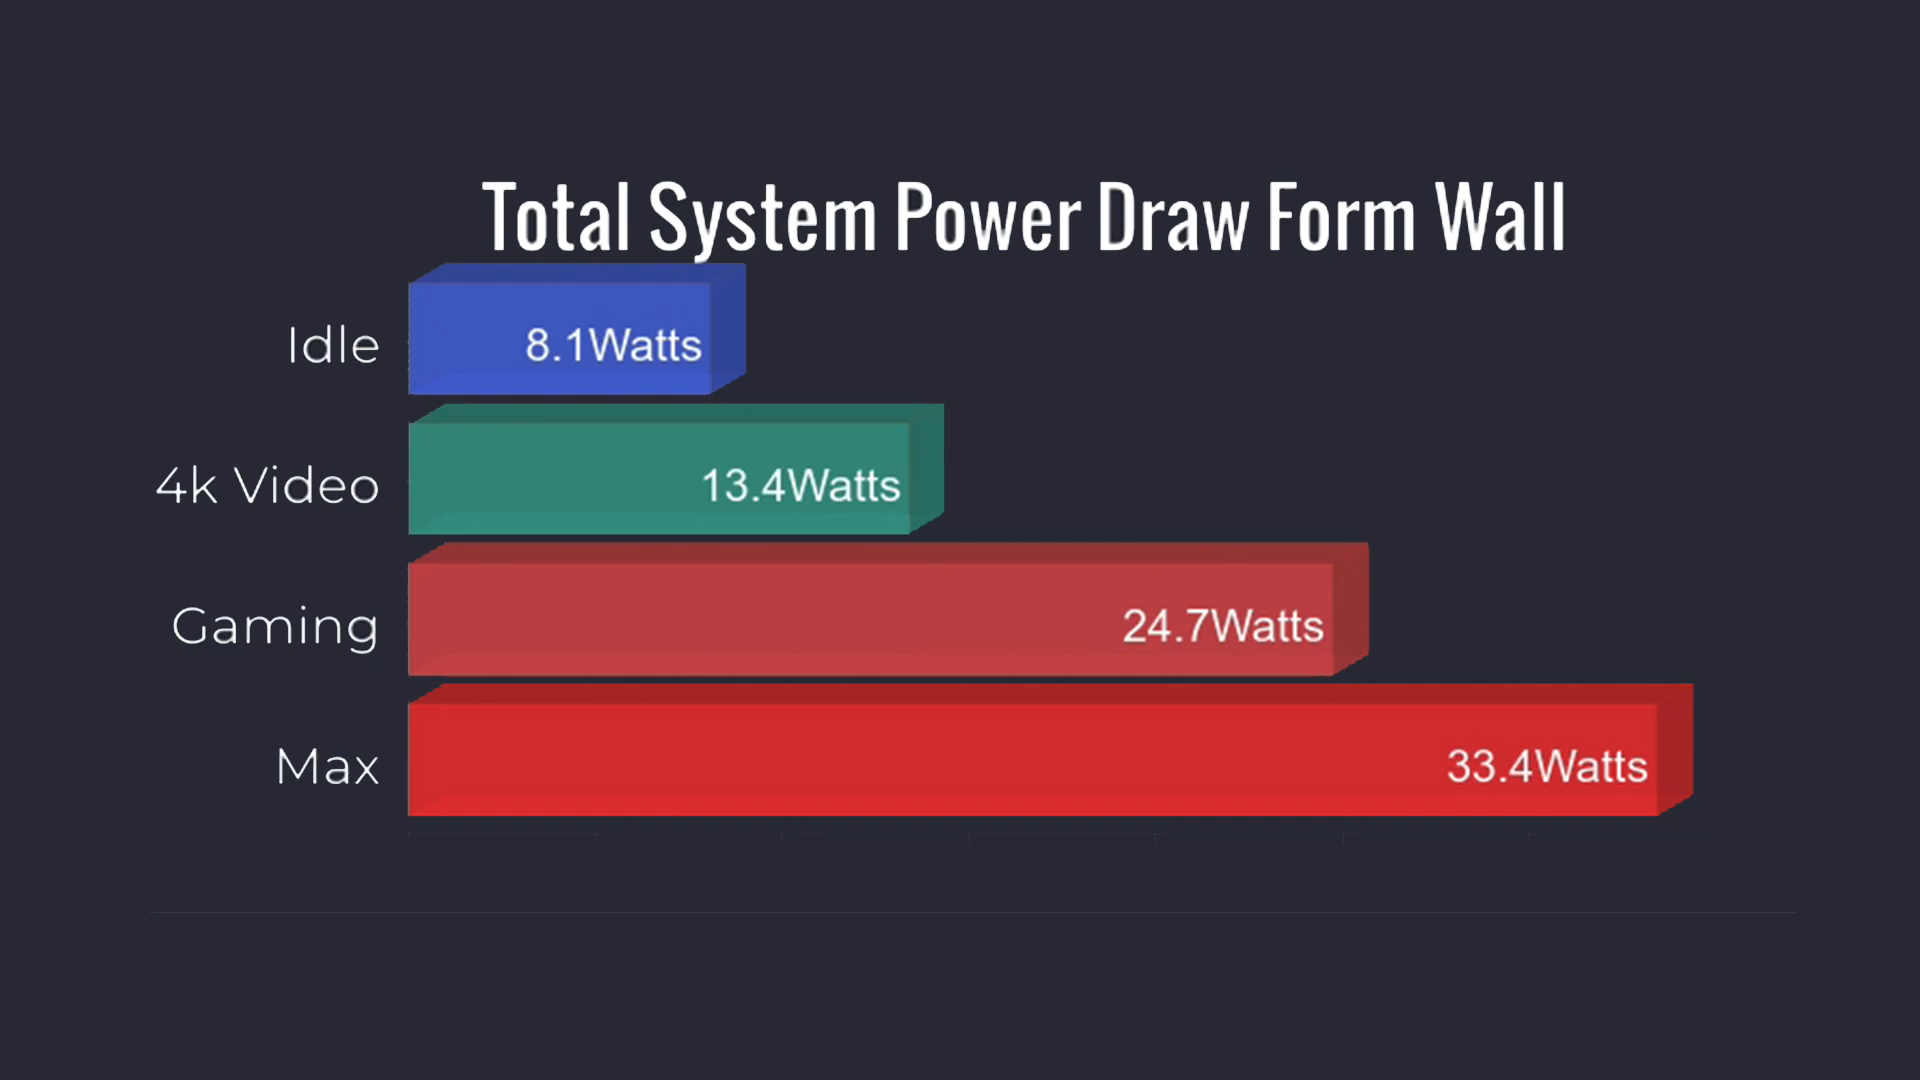 Total System Power Draw Form Wall
Idle 8.1Watts
4k Video 13.4Watts
Gaming 24.7Watts
Max 33.4Watts